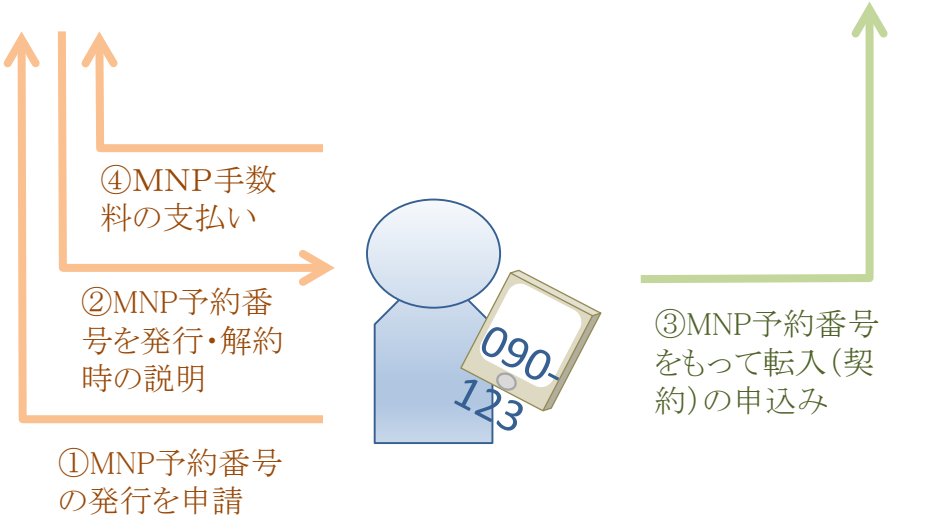 ④MNP手数
料の支払い
②MNP予約番
号を発行・解約
時の説明
①MNP予約番号
の発行を申請
090-
123
③MNP予約番号
をもって転入(契
約)の申込み